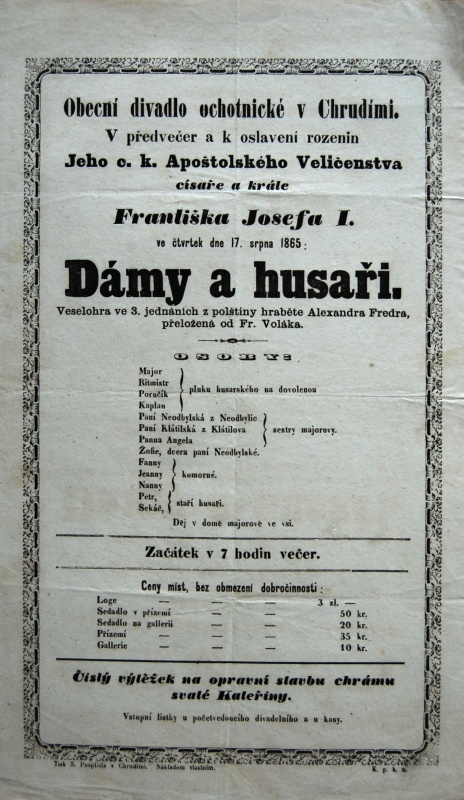 Obecní divadlo ochotnické v Chrudími.
V předvečer a k oslavení rozenin
Jeho c. k. Apoštolského Veličenstva
císaře a krále
Františka Josefa I.
ve čtvrtek dne 17. srpna 1865:
Dámy a husaři.
Veselohra ve 3. jednáních z polštiny hraběte Alexandra Fredra,
přeložená od Fr. Voláka.
OSOBY:
Major
Ritmistr
Poručík
Kaplan
pluku husarského na dovolenou
Paní Neodbylská z Neodbylic
Paní Klátilská z Klátilova
Panna Angela
sestry majorovy.
Žofie, dcera paní Neodbylské.
Fanny
Jeanny
Nanny
komorné.
Petr,
Sekáč,
staří husaři.
Dej v domě majorově ve vsi.
Začátek v 7 hodin večer.
Ceny míst, bez obmezení dobročinnosti:
Loge — — — 3 zl. —
Sedadlo v přízemí — — — 50 kr.
Sedadlo na gallerii — — — 20 kr.
Přízemí — — — 35 kr.
Gallerie — — — 10 kr.
Čistý výtěžek na opravní stavbu chrámu
svaté Kateřiny.
Vstupní lístky u početvedoucího divadelního a u kasy.
Tisk S. Pospíšila v Chrudimi. Nákladem vlastním.
K. p. k. n.